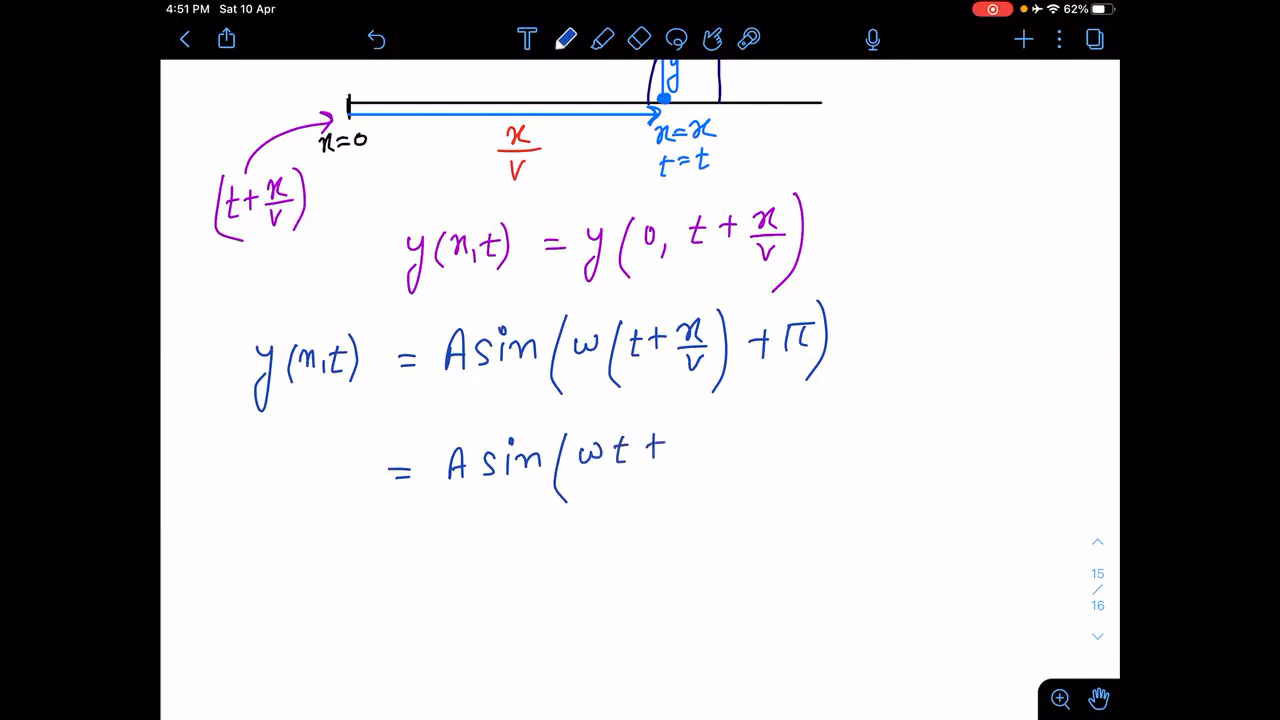 4:51 PM Sat 10 Apr
62%
T
y
x=0
x/v
x=x
t=t
(t+x/v)
y(x,t) = y(0, t+x/v)
y(x,t) = A sin(ω(t+x/v)+π)
= A sin(ωt+
15
/
16